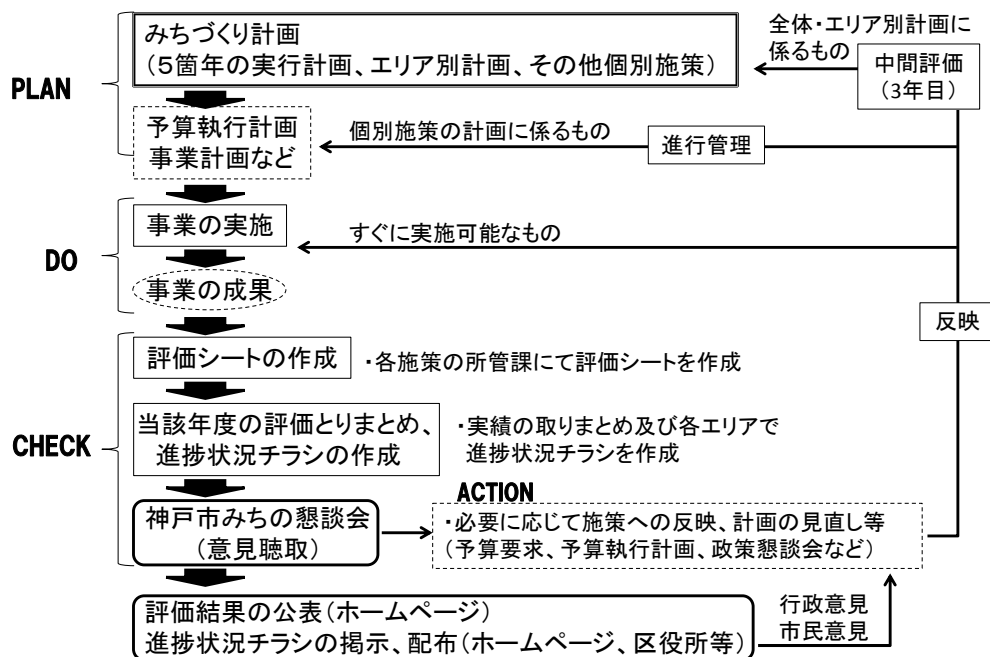 みちづくり計画
(5箇年の実行計画、エリア別計画、その他個別施策)
全体・エリア別計画に
係るもの
中間評価
(3年目)
PLAN
予算執行計画
事業計画など
個別施策の計画に係るもの
進行管理
事業の実施
すぐに実施可能なもの
DO
事業の成果
反映
評価シートの作成
・各施策の所管課にて評価シートを作成
当該年度の評価とりまとめ、
進捗状況チラシの作成
・実績の取りまとめ及び各エリアで
進捗状況チラシを作成
CHECK
神戸市みちの懇談会
(意見聴取)
ACTION
・必要に応じて施策への反映、計画の見直し等
(予算要求、予算執行計画、政策懇談会など)
評価結果の公表(ホームページ)
進捗状況チラシの掲示、配布(ホームページ、区役所等)
行政意見
市民意見